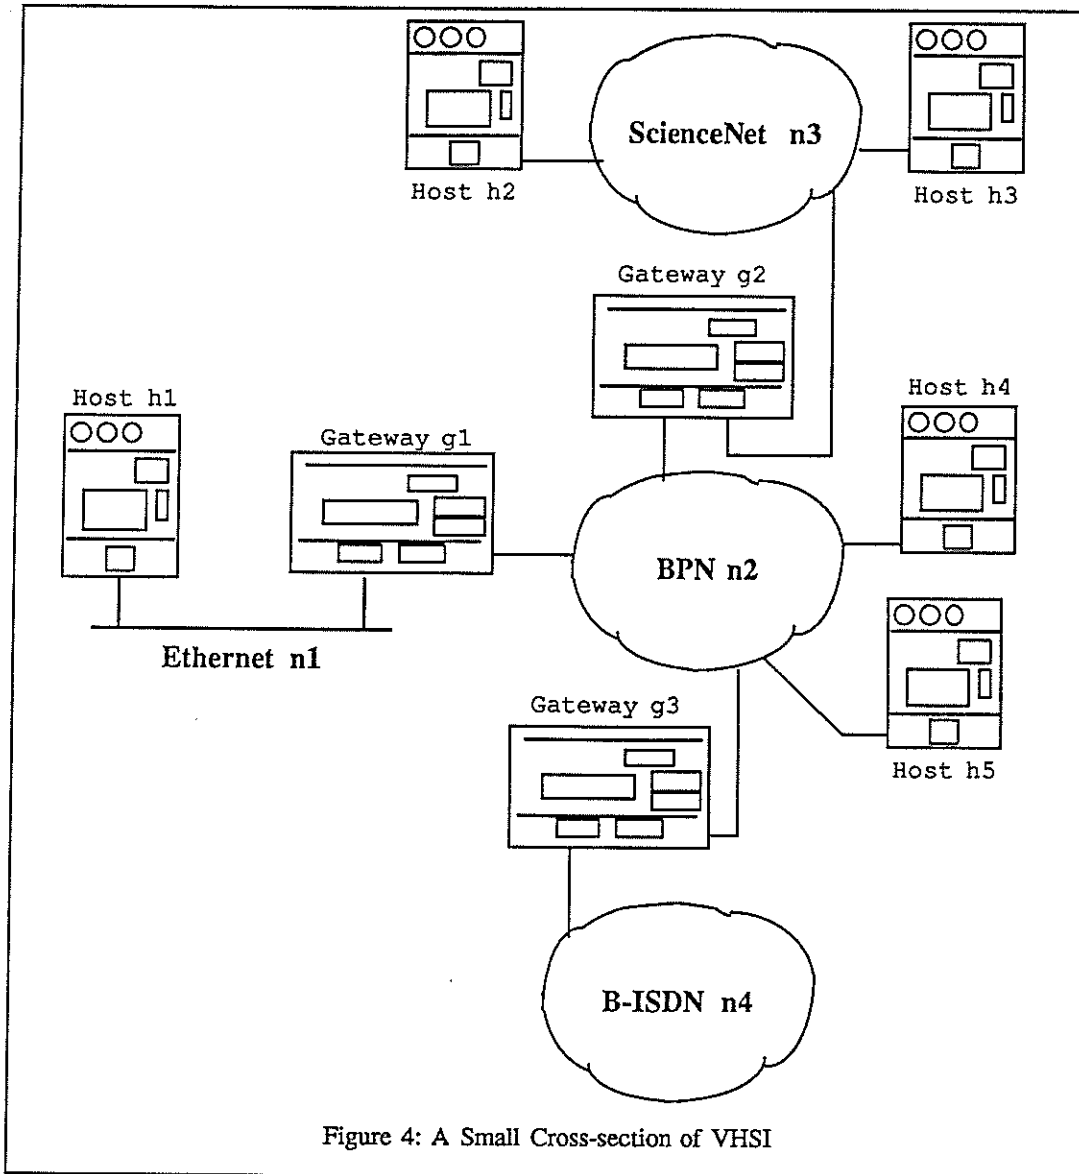 ScienceNet n3
Host h2
Host h3
Gateway g2
Host h1
Host h4
Gateway g1
BPN n2
Ethernet n1
Gateway g3
Host h5
B-ISDN n4
Figure 4: A Small Cross-section of VHSI